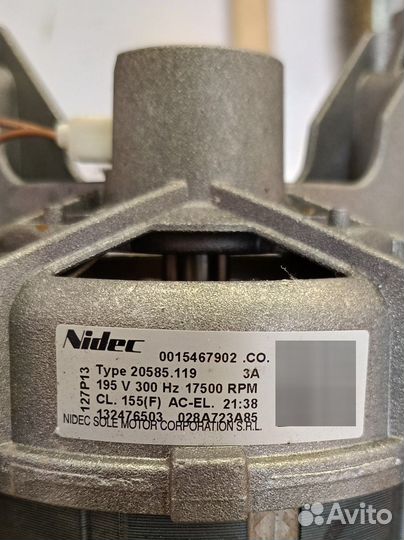 Nidec 0015467902 .CO.
127P13
Type 20585.119 3A
195 V 300 Hz 17500 RPM
CL. 155(F) AC-EL. 21:38
132476503 028A723A85
NIDEC SOLE MOTOR CORPORATION S.R.L.
Avito